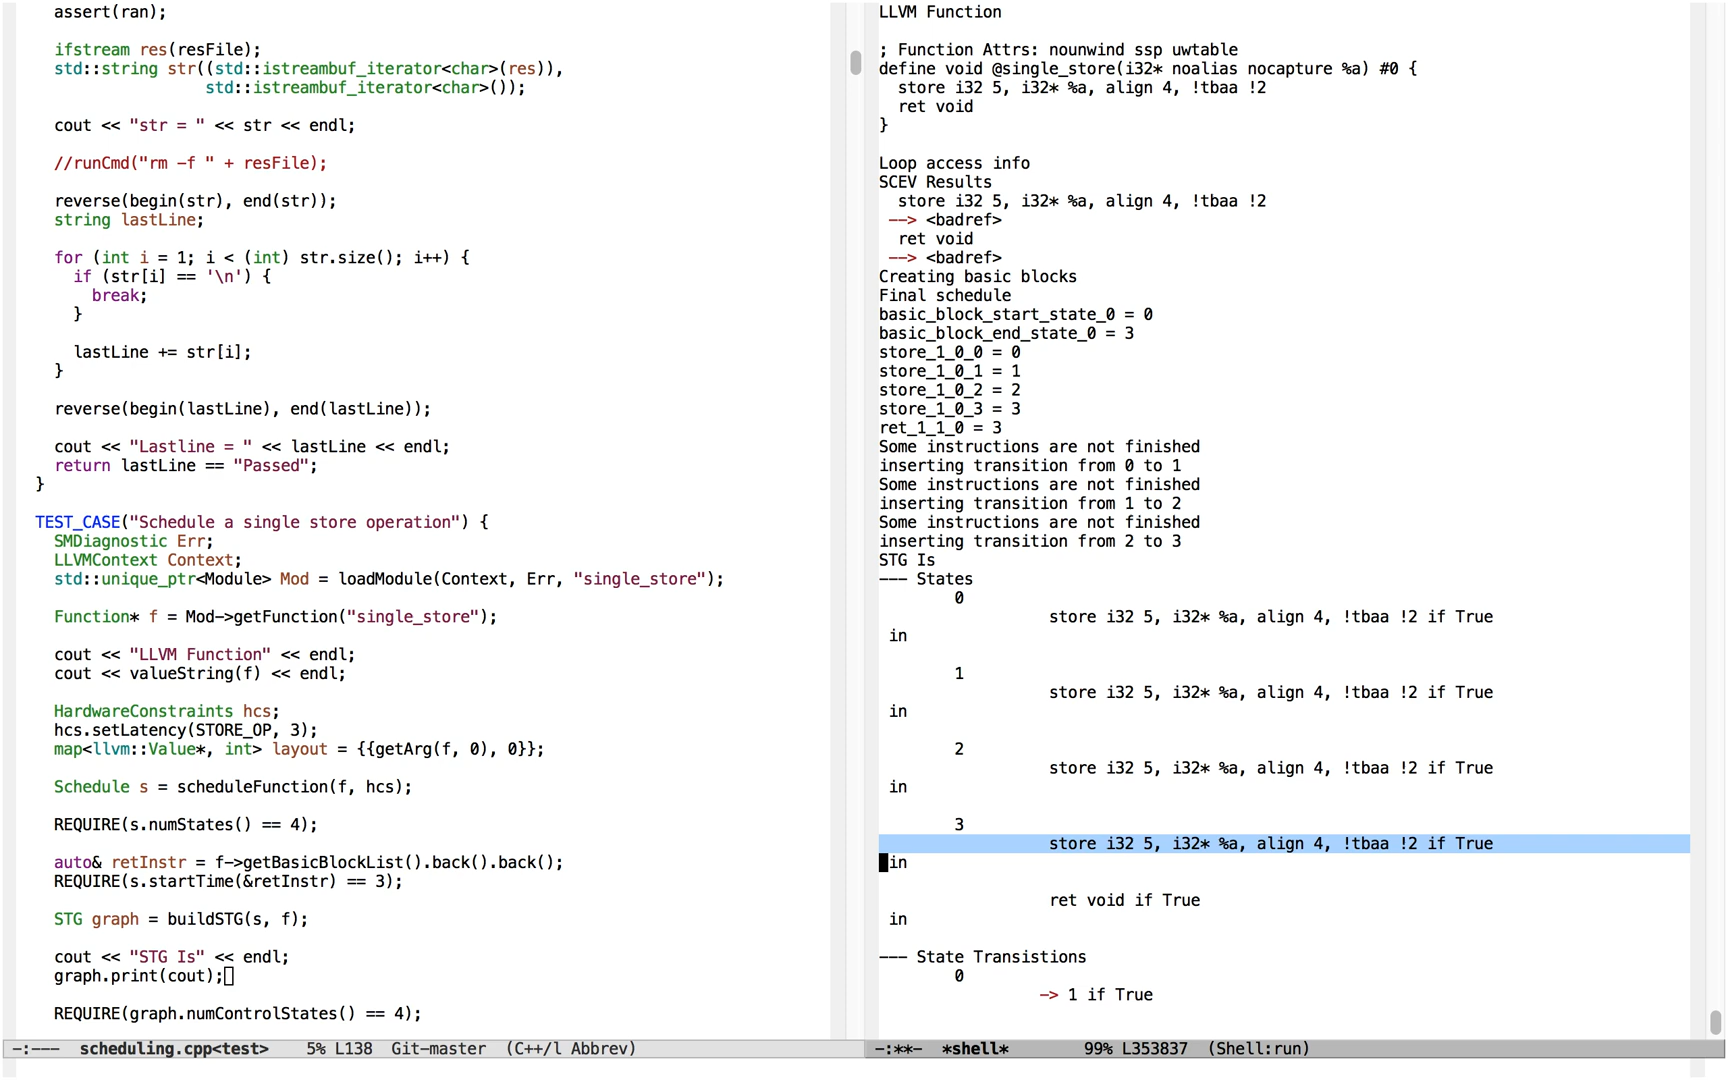 assert(ran);
ifstream res(resFile);
std::string str((std::istreambuf_iterator<char>(res)),
std::istreambuf_iterator<char>());
cout << "str = " << str << endl;
//runCmd("rm -f " + resFile);
reverse(begin(str), end(str));
string lastLine;
for (int i = 1; i < (int) str.size(); i++) {
if (str[i] == '\n') {
break;
}
lastLine += str[i];
}
reverse(begin(lastLine), end(lastLine));
cout << "Lastline = " << lastLine << endl;
return lastLine == "Passed";
}
TEST_CASE("Schedule a single store operation") {
SMDiagnostic Err;
LLVMContext Context;
std::unique_ptr<Module> Mod = loadModule(Context, Err, "single_store");
Function* f = Mod->getFunction("single_store");
cout << "LLVM Function" << endl;
cout << valueString(f) << endl;
HardwareConstraints hcs;
hcs.setLatency(STORE_OP, 3);
map<llvm::Value*, int> layout = {{getArg(f, 0), 0}};
Schedule s = scheduleFunction(f, hcs);
REQUIRE(s.numStates() == 4);
auto& retInstr = f->getBasicBlockList().back().back();
REQUIRE(s.startTime(&retInstr) == 3);
STG graph = buildSTG(s, f);
cout << "STG Is" << endl;
graph.print(cout);
REQUIRE(graph.numControlStates() == 4);
-:---  scheduling.cpp<test>    5% L138  Git-master  (C++/l Abbrev)
LLVM Function
; Function Attrs: nounwind ssp uwtable
define void @single_store(i32* noalias nocapture %a) #0 {
store i32 5, i32* %a, align 4, !tbaa !2
ret void
}
Loop access info
SCEV Results
store i32 5, i32* %a, align 4, !tbaa !2
--> <badref>
ret void
--> <badref>
Creating basic blocks
Final schedule
basic_block_start_state_0 = 0
basic_block_end_state_0 = 3
store_1_0_0 = 0
store_1_0_1 = 1
store_1_0_2 = 2
store_1_0_3 = 3
ret_1_1_0 = 3
Some instructions are not finished
inserting transition from 0 to 1
Some instructions are not finished
inserting transition from 1 to 2
Some instructions are not finished
inserting transition from 2 to 3
STG Is
--- States
0
store i32 5, i32* %a, align 4, !tbaa !2 if True
in
1
store i32 5, i32* %a, align 4, !tbaa !2 if True
in
2
store i32 5, i32* %a, align 4, !tbaa !2 if True
in
3
store i32 5, i32* %a, align 4, !tbaa !2 if True
in
ret void if True
in
--- State Transistions
0
-> 1 if True
-:**-  *shell*        99% L353837  (Shell:run)